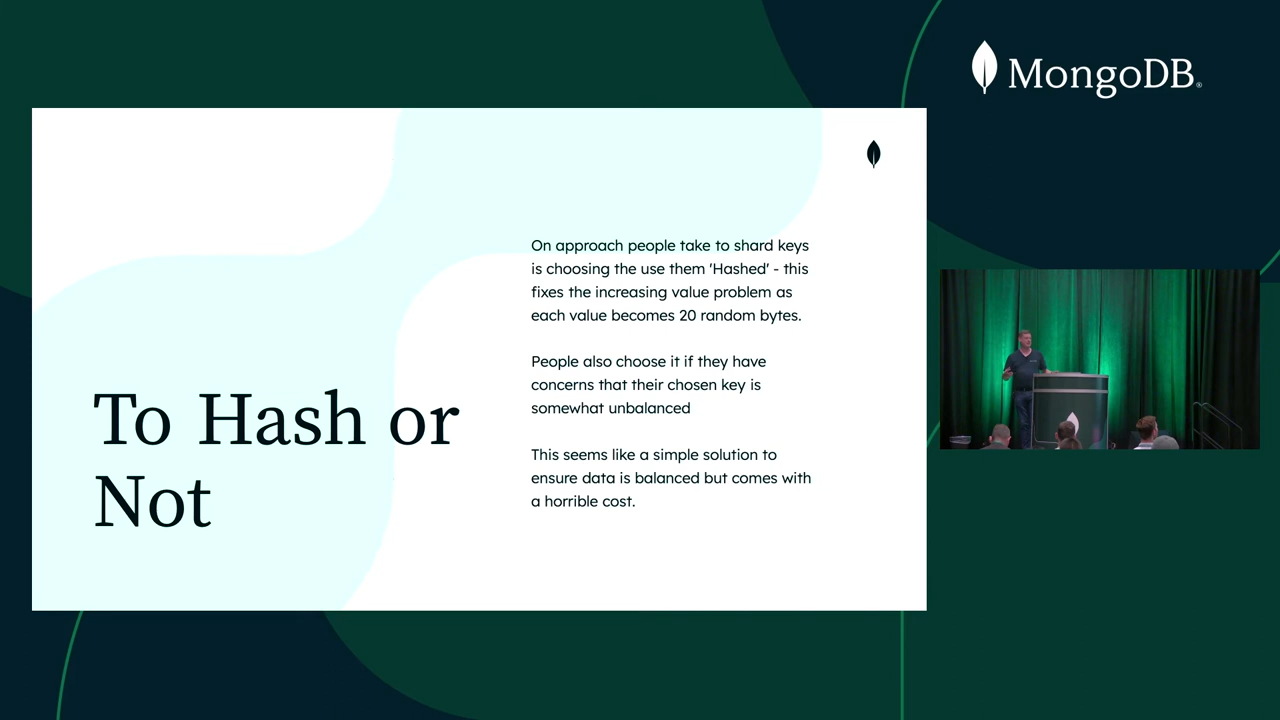 MongoDB®
To Hash or
Not
On approach people take to shard keys
is choosing the use them 'Hashed' - this
fixes the increasing value problem as
each value becomes 20 random bytes.
People also choose it if they have
concerns that their chosen key is
somewhat unbalanced
This seems like a simple solution to
ensure data is balanced but comes with
a horrible cost.